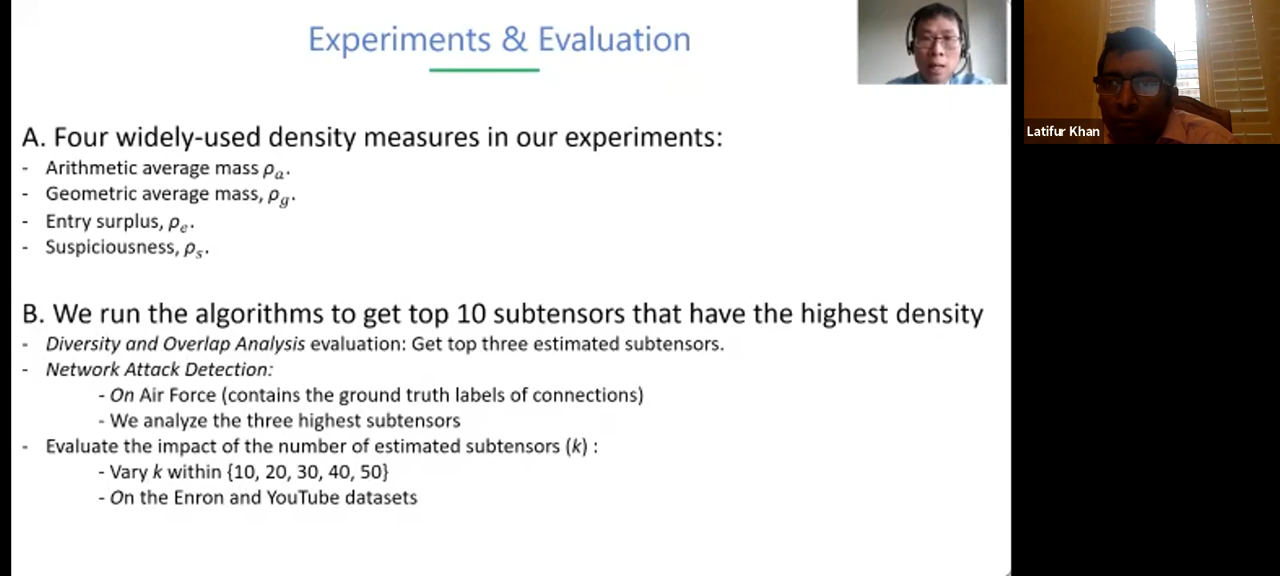 Experiments & Evaluation
A. Four widely-used density measures in our experiments:
- Arithmetic average mass ρₐ.
- Geometric average mass, ρg.
- Entry surplus, ρₑ.
- Suspiciousness, ρₛ.
B. We run the algorithms to get top 10 subtensors that have the highest density
- Diversity and Overlap Analysis evaluation: Get top three estimated subtensors.
- Network Attack Detection:
- On Air Force (contains the ground truth labels of connections)
- We analyze the three highest subtensors
- Evaluate the impact of the number of estimated subtensors (k) :
- Vary k within {10, 20, 30, 40, 50}
- On the Enron and YouTube datasets
Latifur Khan